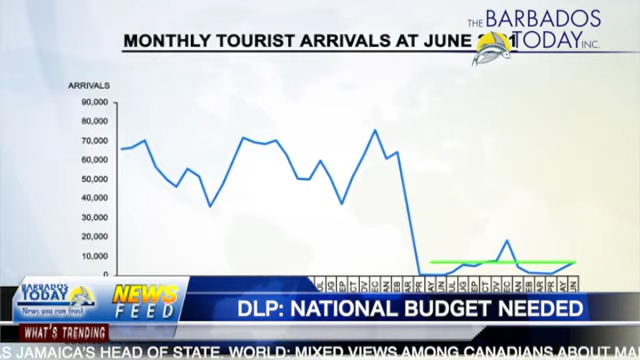 THE BARBADOS
TODAY INC.
MONTHLY TOURIST ARRIVALS AT JUNE
ARRIVALS
90,000
80,000
70,000
60,000
50,000
40,000
30,000
20,000
10,000
BARBADOS
TODAY
News you can trust
NEWS
FEED
DLP: NATIONAL BUDGET NEEDED
WHAT'S TRENDING
AS JAMAICA'S HEAD OF STATE, WORLD: MIXED VIEWS AMONG CANADIANS ABOUT